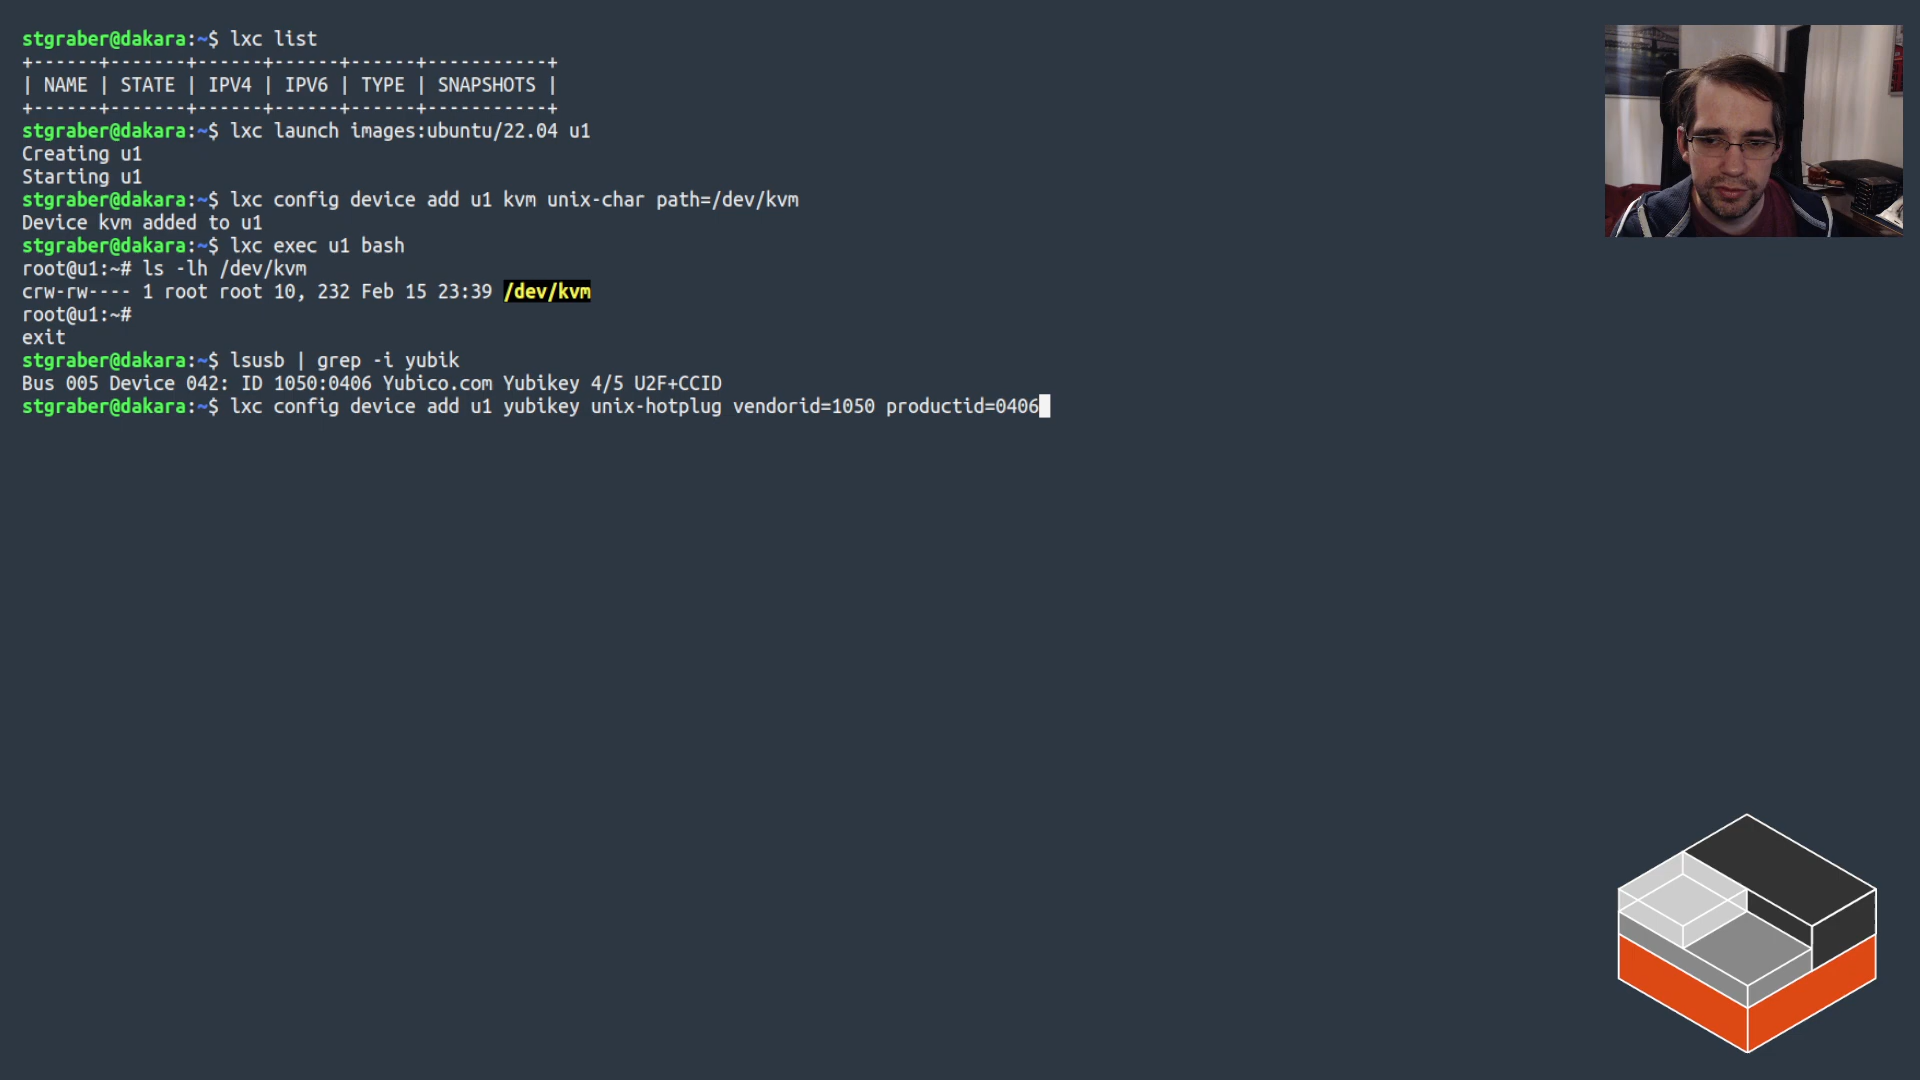 stgraber@dakara:~$ lxc list
+------+-------+------+------+------+-----------+
| NAME | STATE | IPV4 | IPV6 | TYPE | SNAPSHOTS |
+------+-------+------+------+------+-----------+
stgraber@dakara:~$ lxc launch images:ubuntu/22.04 u1
Creating u1
Starting u1
stgraber@dakara:~$ lxc config device add u1 kvm unix-char path=/dev/kvm
Device kvm added to u1
stgraber@dakara:~$ lxc exec u1 bash
root@u1:~# ls -lh /dev/kvm
crw-rw---- 1 root root 10, 232 Feb 15 23:39 /dev/kvm
root@u1:~#
exit
stgraber@dakara:~$ lsusb | grep -i yubik
Bus 005 Device 042: ID 1050:0406 Yubico.com Yubikey 4/5 U2F+CCID
stgraber@dakara:~$ lxc config device add u1 yubikey unix-hotplug vendorid=1050 productid=0406